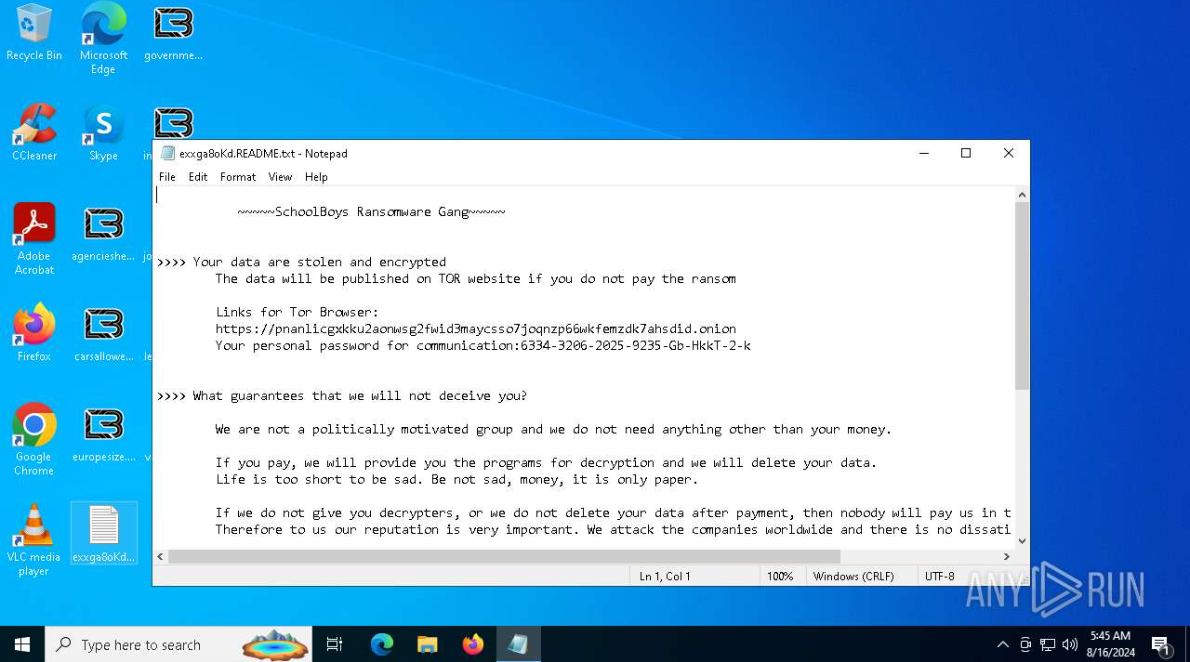 Recycle Bin
Microsoft Edge
governme...
CCleaner
Skype
in
Adobe Acrobat
agencieshe...
jo
Firefox
carsallowe...
le
Google Chrome
europesize....
v
VLC media player
exxga8oKd...
exxga8oKd.README.txt - Notepad
File Edit Format View Help
~~~~~SchoolBoys Ransomware Gang~~~~~
>>>> Your data are stolen and encrypted
The data will be published on TOR website if you do not pay the ransom
Links for Tor Browser:
https://pnanlicgxkku2aonwsg2fwid3maycsso7joqnzp66wkfemzdk7ahsdid.onion
Your personal password for communication:6334-3206-2025-9235-Gb-HkkT-2-k
>>>> What guarantees that we will not deceive you?
We are not a politically motivated group and we do not need anything other than your money.
If you pay, we will provide you the programs for decryption and we will delete your data.
Life is too short to be sad. Be not sad, money, it is only paper.
If we do not give you decrypters, or we do not delete your data after payment, then nobody will pay us in t
Therefore to us our reputation is very important. We attack the companies worldwide and there is no dissati
Ln 1, Col 1 100% Windows (CRLF) UTF-8
ANY RUN
Type here to search
5:45 AM
8/16/2024
1